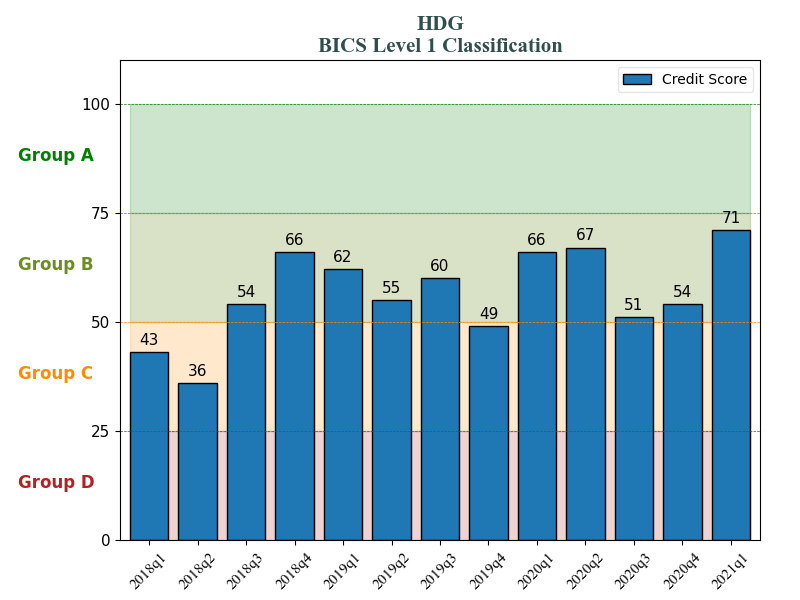 HDG
BICS Level 1 Classification
Credit Score
100
Group A
75
71
66
66
67
62
60
Group B
54
55
54
51
50
49
43
36
Group C
25
Group D
0
2018q1
2018q2
2018q3
2018q4
2019q1
2019q2
2019q3
2019q4
2020q1
2020q2
2020q3
2020q4
2021q1